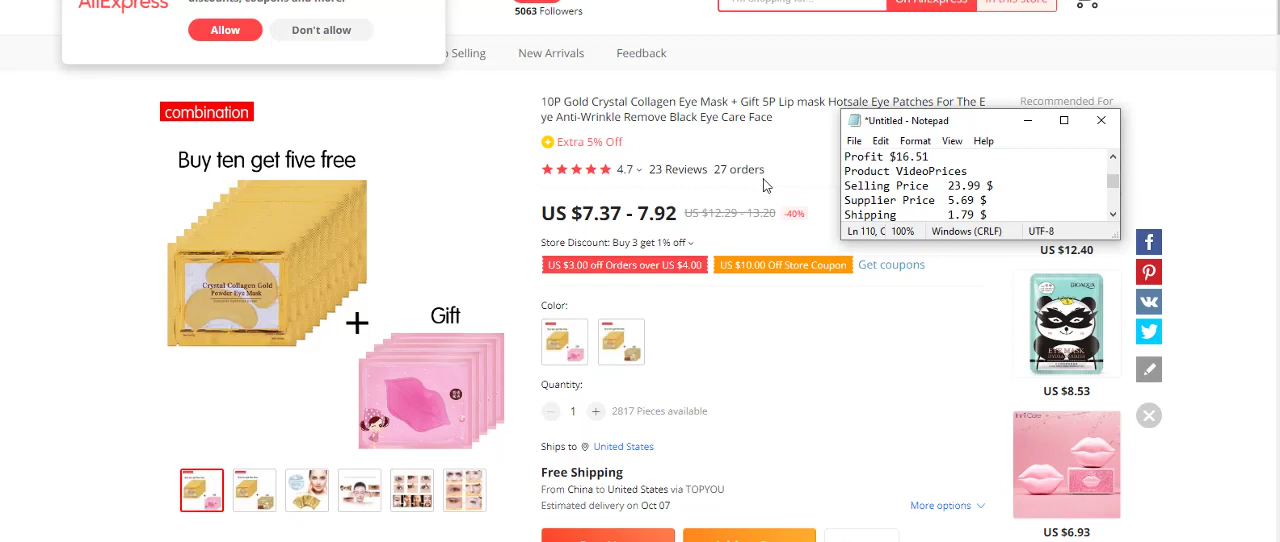 AliExpress
discounts, coupons and more!
Allow
Don't allow
5063 Followers
On AliExpress
In this store
Selling
New Arrivals
Feedback
combination
Buy ten get five free
Crystal Collagen Gold
Powder Eye Mask
+
Gift
10P Gold Crystal Collagen Eye Mask + Gift 5P Lip mask Hotsale Eye Patches For The E
ye Anti-Wrinkle Remove Black Eye Care Face
Extra 5% Off
4.7
23 Reviews
27 orders
US $7.37 - 7.92
US $12.29 - 13.20
-40%
Store Discount: Buy 3 get 1% off
US $3.00 off Orders over US $4.00
US $10.00 Off Store Coupon
Get coupons
Color:
Quantity:
1
+
2817 Pieces available
Ships to
United States
Free Shipping
From China to United States via TOPYOU
Estimated delivery on Oct 07
More options
Recommended For
*Untitled - Notepad
File Edit Format View Help
Profit $16.51
Product VideoPrices
Selling Price 23.99 $
Supplier Price 5.69 $
Shipping 1.79 $
Ln 110, C
100%
Windows (CRLF)
UTF-8
US $12.40
BIOAQUA
EYE MASK
US $8.53
US $6.93